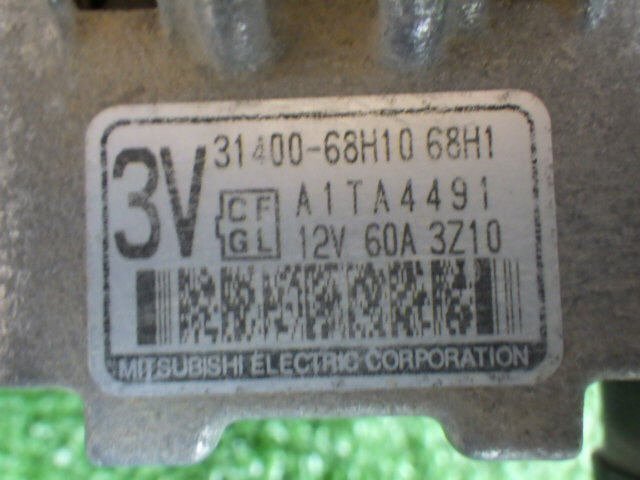 3V 31400-68H10 68H1
CF
GL
A1TA4491
12V 60A 3Z10
MITSUBISHI ELECTRIC CORPORATION